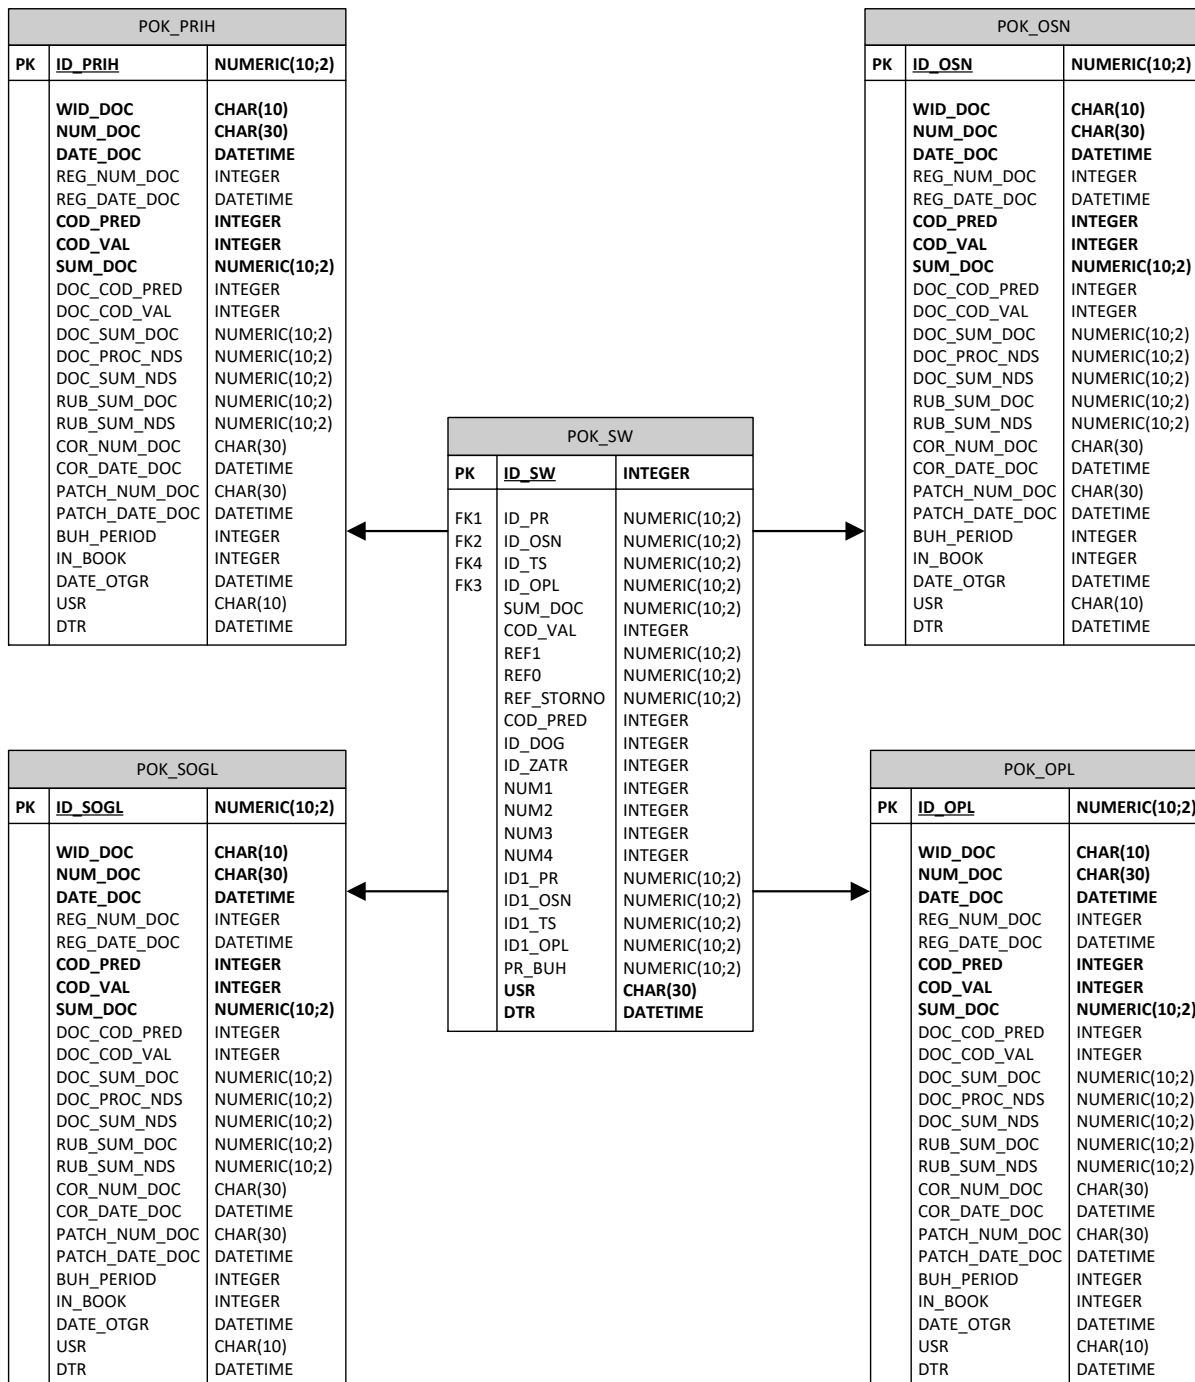 POK_PRIH
PK ID_PRIH NUMERIC(10;2)
WID_DOC CHAR(10)
NUM_DOC CHAR(30)
DATE_DOC DATETIME
REG_NUM_DOC INTEGER
REG_DATE_DOC DATETIME
COD_PRED INTEGER
COD_VAL INTEGER
SUM_DOC NUMERIC(10;2)
DOC_COD_PRED INTEGER
DOC_COD_VAL INTEGER
DOC_SUM_DOC NUMERIC(10;2)
DOC_PROC_NDS NUMERIC(10;2)
DOC_SUM_NDS NUMERIC(10;2)
RUB_SUM_DOC NUMERIC(10;2)
RUB_SUM_NDS NUMERIC(10;2)
COR_NUM_DOC CHAR(30)
COR_DATE_DOC DATETIME
PATCH_NUM_DOC CHAR(30)
PATCH_DATE_DOC DATETIME
BUH_PERIOD INTEGER
IN_BOOK INTEGER
DATE_OTGR DATETIME
USR CHAR(10)
DTR DATETIME
POK_OSN
PK ID_OSN NUMERIC(10;2)
WID_DOC CHAR(10)
NUM_DOC CHAR(30)
DATE_DOC DATETIME
REG_NUM_DOC INTEGER
REG_DATE_DOC DATETIME
COD_PRED INTEGER
COD_VAL INTEGER
SUM_DOC NUMERIC(10;2)
DOC_COD_PRED INTEGER
DOC_COD_VAL INTEGER
DOC_SUM_DOC NUMERIC(10;2)
DOC_PROC_NDS NUMERIC(10;2)
DOC_SUM_NDS NUMERIC(10;2)
RUB_SUM_DOC NUMERIC(10;2)
RUB_SUM_NDS NUMERIC(10;2)
COR_NUM_DOC CHAR(30)
COR_DATE_DOC DATETIME
PATCH_NUM_DOC CHAR(30)
PATCH_DATE_DOC DATETIME
BUH_PERIOD INTEGER
IN_BOOK INTEGER
DATE_OTGR DATETIME
USR CHAR(10)
DTR DATETIME
POK_SW
PK ID_SW INTEGER
FK1 ID_PR NUMERIC(10;2)
FK2 ID_OSN NUMERIC(10;2)
FK4 ID_TS NUMERIC(10;2)
FK3 ID_OPL NUMERIC(10;2)
SUM_DOC NUMERIC(10;2)
COD_VAL INTEGER
REF1 NUMERIC(10;2)
REF0 NUMERIC(10;2)
REF_STORNO NUMERIC(10;2)
COD_PRED INTEGER
ID_DOG INTEGER
ID_ZATR INTEGER
NUM1 INTEGER
NUM2 INTEGER
NUM3 INTEGER
NUM4 INTEGER
ID1_PR NUMERIC(10;2)
ID1_OSN NUMERIC(10;2)
ID1_TS NUMERIC(10;2)
ID1_OPL NUMERIC(10;2)
PR_BUH NUMERIC(10;2)
USR CHAR(30)
DTR DATETIME
POK_SOGL
PK ID_SOGL NUMERIC(10;2)
WID_DOC CHAR(10)
NUM_DOC CHAR(30)
DATE_DOC DATETIME
REG_NUM_DOC INTEGER
REG_DATE_DOC DATETIME
COD_PRED INTEGER
COD_VAL INTEGER
SUM_DOC NUMERIC(10;2)
DOC_COD_PRED INTEGER
DOC_COD_VAL INTEGER
DOC_SUM_DOC NUMERIC(10;2)
DOC_PROC_NDS NUMERIC(10;2)
DOC_SUM_NDS NUMERIC(10;2)
RUB_SUM_DOC NUMERIC(10;2)
RUB_SUM_NDS NUMERIC(10;2)
COR_NUM_DOC CHAR(30)
COR_DATE_DOC DATETIME
PATCH_NUM_DOC CHAR(30)
PATCH_DATE_DOC DATETIME
BUH_PERIOD INTEGER
IN_BOOK INTEGER
DATE_OTGR DATETIME
USR CHAR(10)
DTR DATETIME
POK_OPL
PK ID_OPL NUMERIC(10;2)
WID_DOC CHAR(10)
NUM_DOC CHAR(30)
DATE_DOC DATETIME
REG_NUM_DOC INTEGER
REG_DATE_DOC DATETIME
COD_PRED INTEGER
COD_VAL INTEGER
SUM_DOC NUMERIC(10;2)
DOC_COD_PRED INTEGER
DOC_COD_VAL INTEGER
DOC_SUM_DOC NUMERIC(10;2)
DOC_PROC_NDS NUMERIC(10;2)
DOC_SUM_NDS NUMERIC(10;2)
RUB_SUM_DOC NUMERIC(10;2)
RUB_SUM_NDS NUMERIC(10;2)
COR_NUM_DOC CHAR(30)
COR_DATE_DOC DATETIME
PATCH_NUM_DOC CHAR(30)
PATCH_DATE_DOC DATETIME
BUH_PERIOD INTEGER
IN_BOOK INTEGER
DATE_OTGR DATETIME
USR CHAR(10)
DTR DATETIME